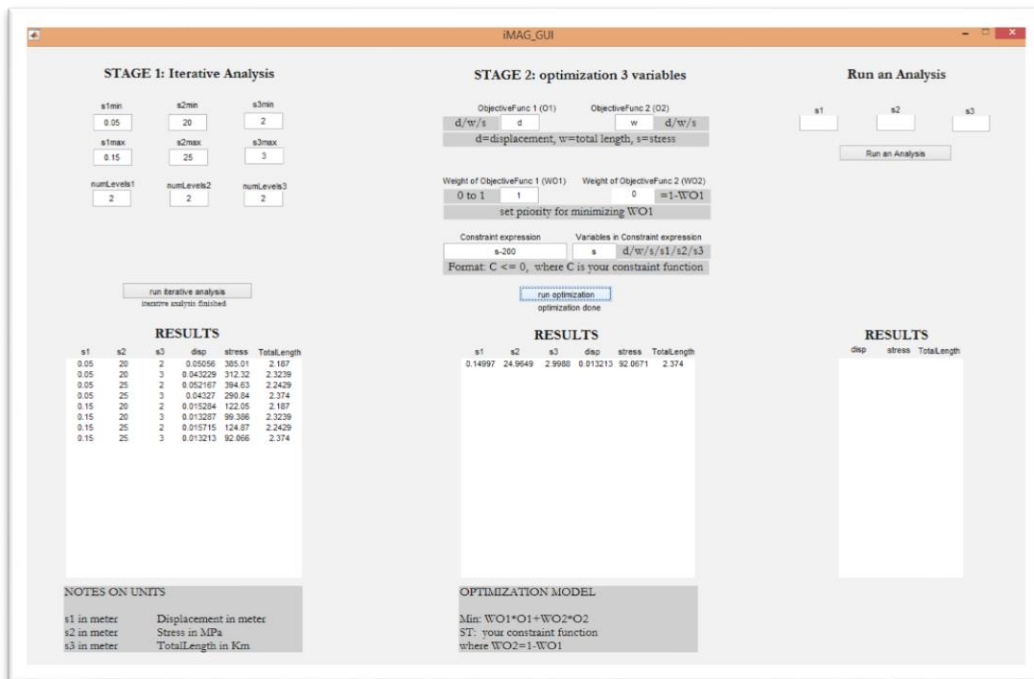 iMAG_GUI
STAGE 1: Iterative Analysis
s1min s2min s3min
0.05 20 2
s1max s2max s3max
0.15 25 3
numLevels1 numLevels2 numLevels3
2 2 2
run iterative analysis
iterative analysis finished
RESULTS
s1 s2 s3 disp stress TotalLength
0.05 20 2 0.05056 385.01 2.187
0.05 20 3 0.043229 312.32 2.3239
0.05 25 2 0.052167 394.63 2.2429
0.05 25 3 0.04327 290.84 2.374
0.15 20 2 0.015284 122.05 2.187
0.15 20 3 0.013287 99.386 2.3239
0.15 25 2 0.015715 124.87 2.2429
0.15 25 3 0.013213 92.066 2.374
NOTES ON UNITS
s1 in meter Displacement in meter
s2 in meter Stress in MPa
s3 in meter TotalLength in Km
STAGE 2: optimization 3 variables
ObjectiveFunc 1 (O1) ObjectiveFunc 2 (O2)
d/w/s d w d/w/s
d=displacement, w=total length, s=stress
Weight of ObjectiveFunc 1 (WO1) Weight of ObjectiveFunc 2 (WO2)
0 to 1 1 0 =1-WO1
set priority for minimizing WO1
Constraint expression Variables in Constraint expression
s-260 s d/w/s/s1/s2/s3
Format: C <= 0, where C is your constraint function
run optimization
optimization done
RESULTS
s1 s2 s3 disp stress TotalLength
0.14997 24.9649 2.9988 0.013213 92.0671 2.374
OPTIMIZATION MODEL
Min: WO1*O1+WO2*O2
ST: your constraint function
where WO2=1-WO1
Run an Analysis
s1 s2 s3
Run an Analysis
RESULTS
disp stress TotalLength